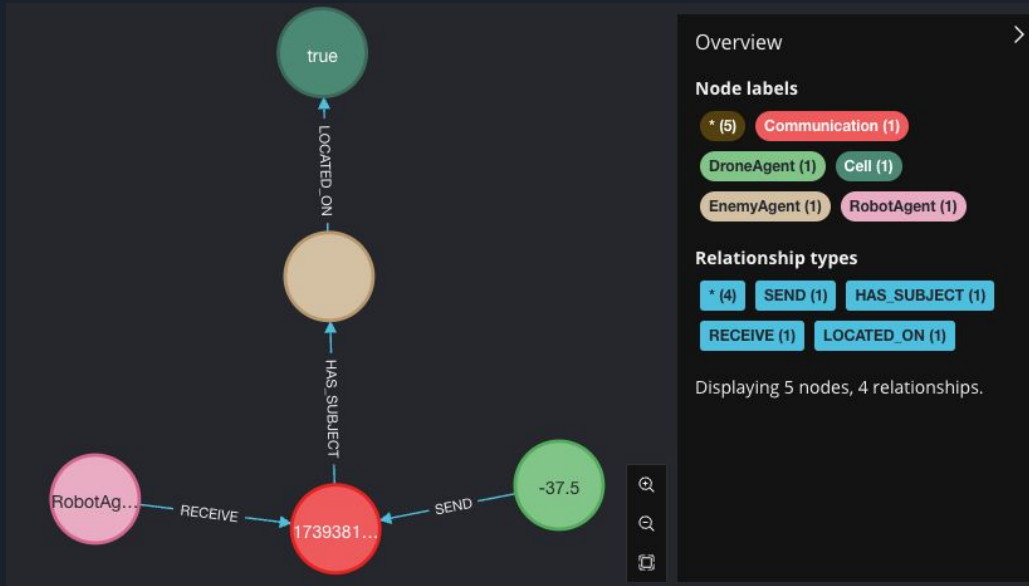 true
LOCATED_ON
HAS_SUBJECT
RobotAg...
RECEIVE
1739381...
SEND
-37.5
Overview
Node labels
* (5) Communication (1)
DroneAgent (1) Cell (1)
EnemyAgent (1) RobotAgent (1)
Relationship types
* (4) SEND (1) HAS_SUBJECT (1)
RECEIVE (1) LOCATED_ON (1)
Displaying 5 nodes, 4 relationships.